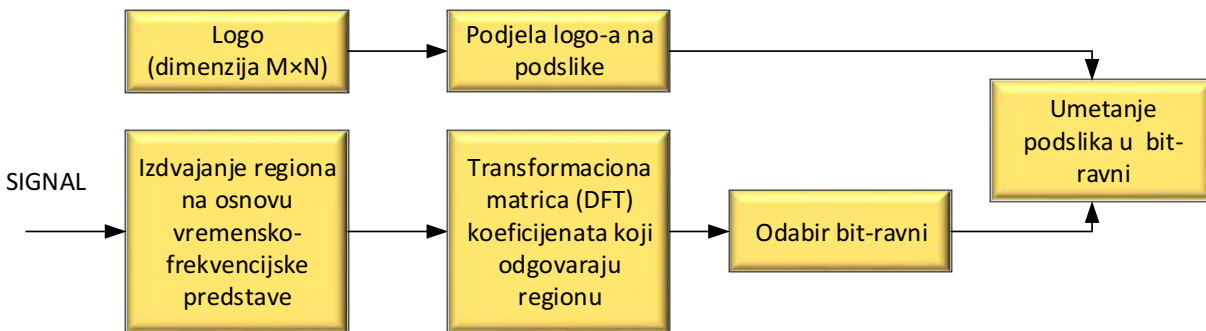 Logo
(dimenzija M×N)
Podjela logo-a na
podslike
Umetanje
podslika u bit-
ravni
SIGNAL
Izdvajanje regiona
na osnovu
vremensko-
frekvencijske
predstave
Transformaciona
matrica (DFT)
koeficijenata koji
odgovaraju
regionu
Odabir bit-ravni